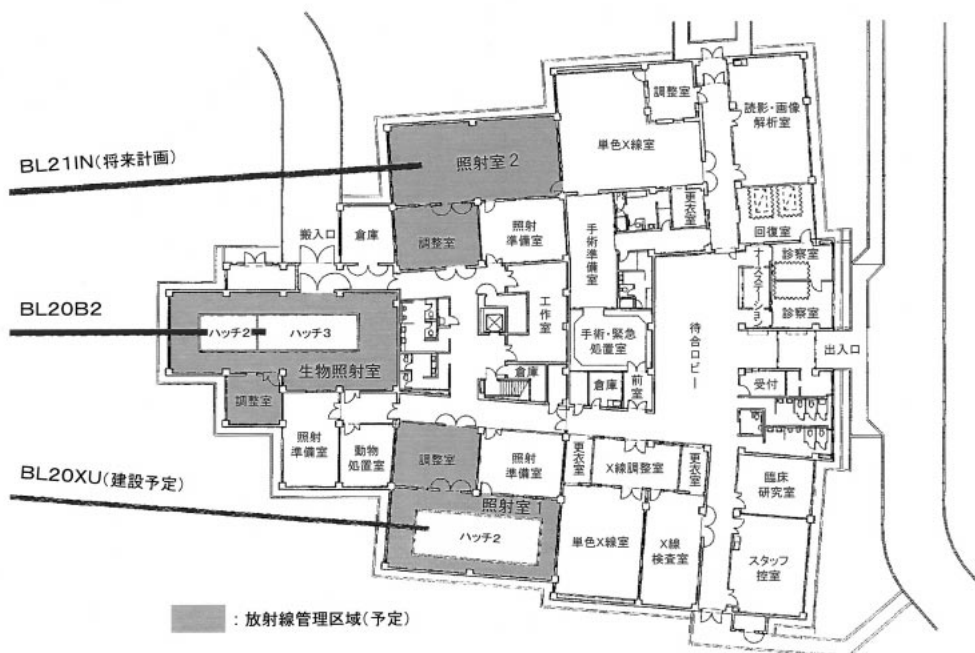 調整室
読影・画像
解析室
単色X線室
BL21IN(将来計画)
照射室2
更衣室
搬入口
倉庫
調整室
照射
準備室
手術準備室
回復室
診察室
ナースステーション
診察室
BL20B2
ハッチ2
ハッチ3
生物照射室
工作室
手術・緊急
処置室
待合ロビー
出入口
倉庫
倉庫
前室
受付
調整室
照射
準備室
動物
処置室
調整室
照射
準備室
更衣室
X線調整室
更衣室
臨床
研究室
BL20XU(建設予定)
照射室1
ハッチ2
単色X線室
X線
検査室
スタッフ
控室
:放射線管理区域(予定)